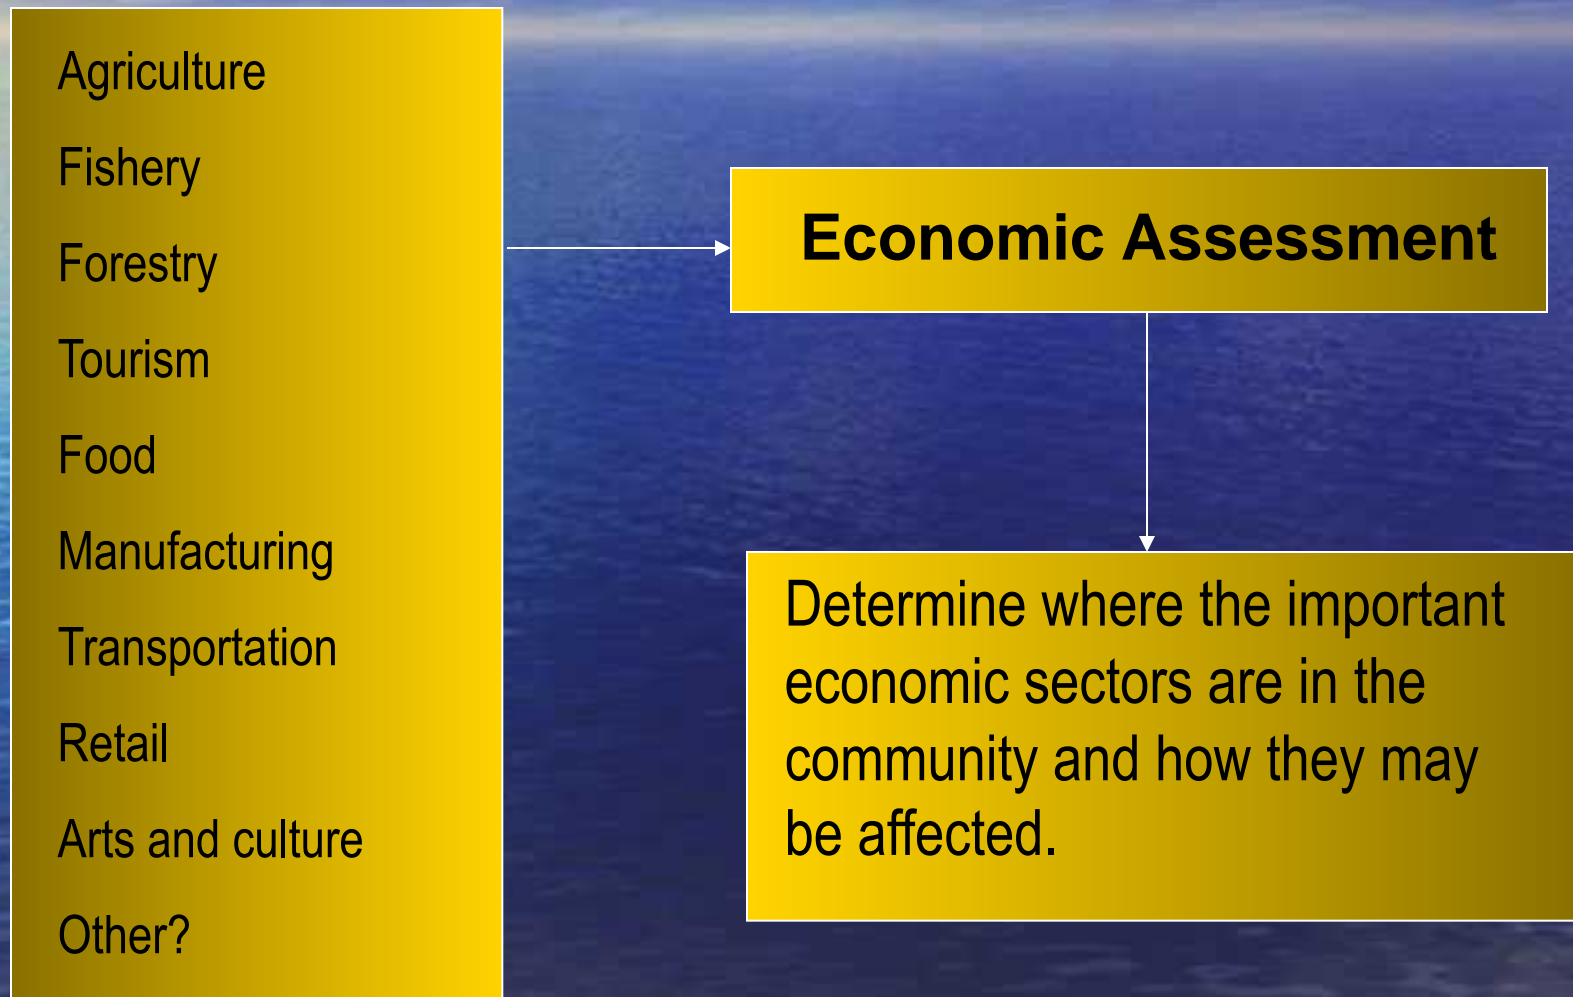 Agriculture
Fishery
Forestry
Tourism
Food
Manufacturing
Transportation
Retail
Arts and culture
Other?
Economic Assessment
Determine where the important
economic sectors are in the
community and how they may
be affected.